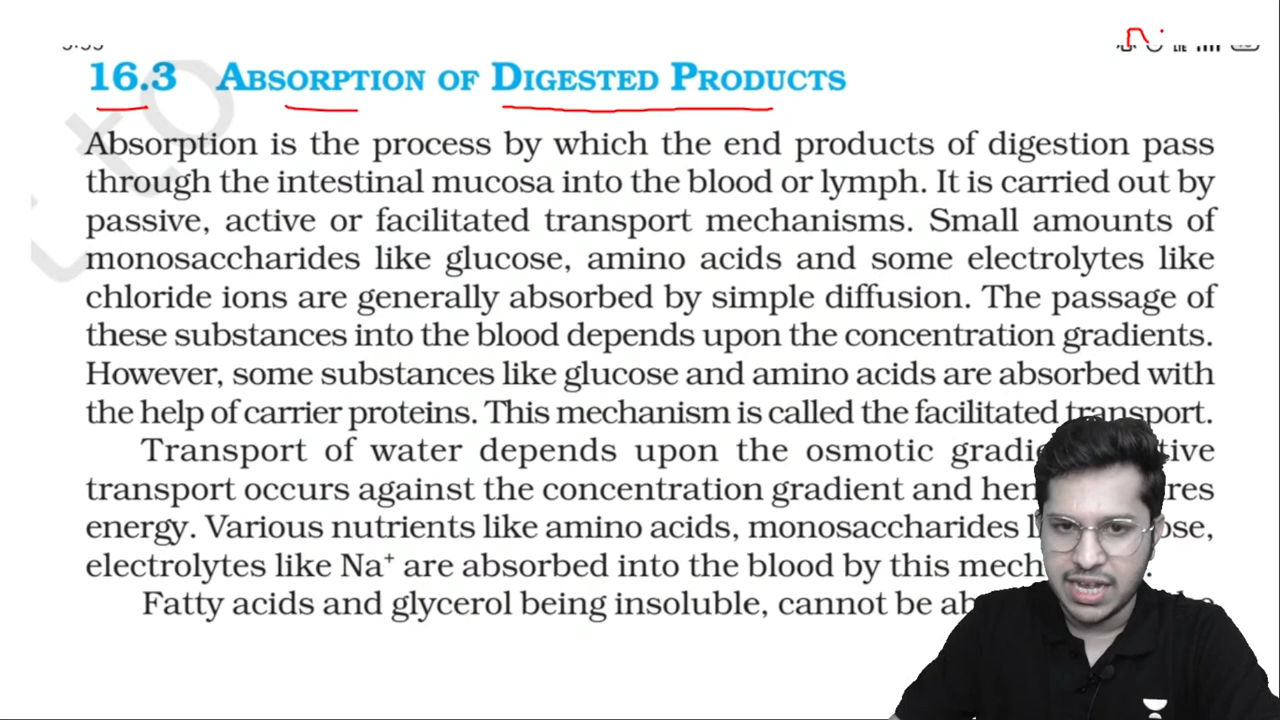 16.3 ABSORPTION OF DIGESTED PRODUCTS
Absorption is the process by which the end products of digestion pass
through the intestinal mucosa into the blood or lymph. It is carried out by
passive, active or facilitated transport mechanisms. Small amounts of
monosaccharides like glucose, amino acids and some electrolytes like
chloride ions are generally absorbed by simple diffusion. The passage of
these substances into the blood depends upon the concentration gradients.
However, some substances like glucose and amino acids are absorbed with
the help of carrier proteins. This mechanism is called the facilitated transport.
Transport of water depends upon the osmotic
transport occurs against the concentration gradient and
energy. Various nutrients like amino acids, monosaccharides
electrolytes like Na⁺ are absorbed into the blood by this
Fatty acids and glycerol being insoluble, cannot be